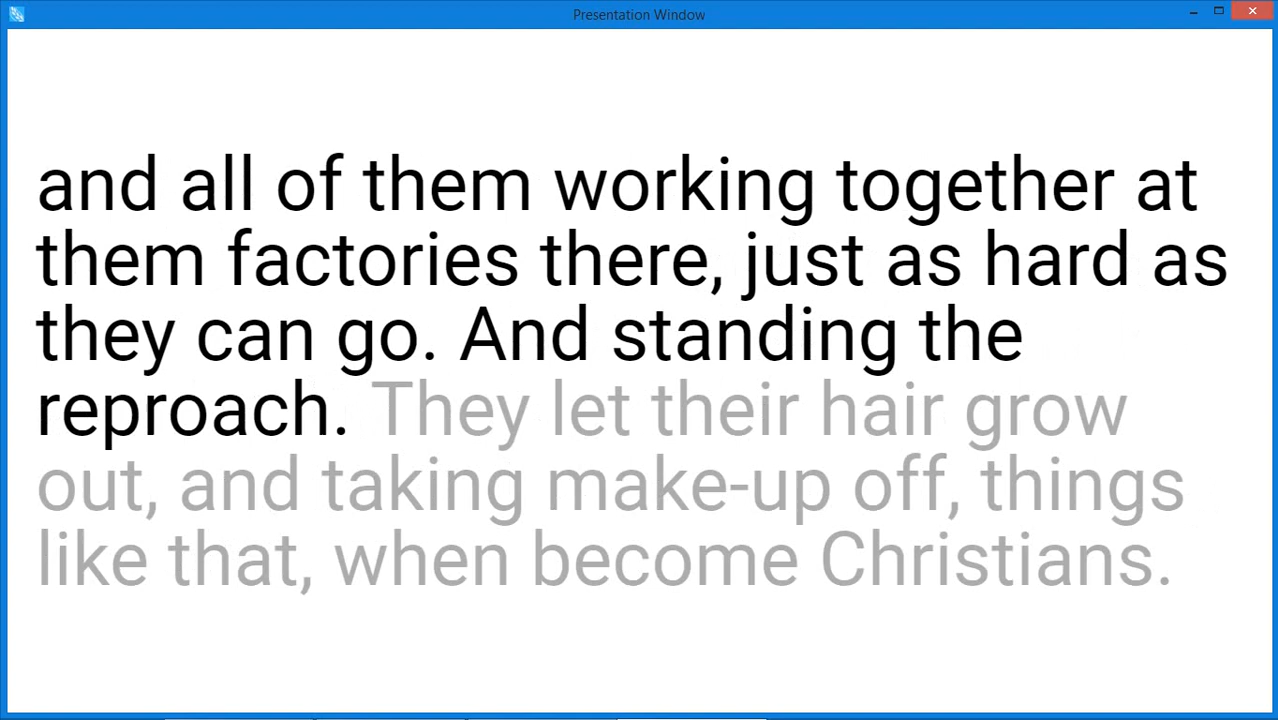 Presentation Window
and all of them working together at
them factories there, just as hard as
they can go. And standing the
reproach. They let their hair grow
out, and taking make-up off, things
like that, when become Christians.